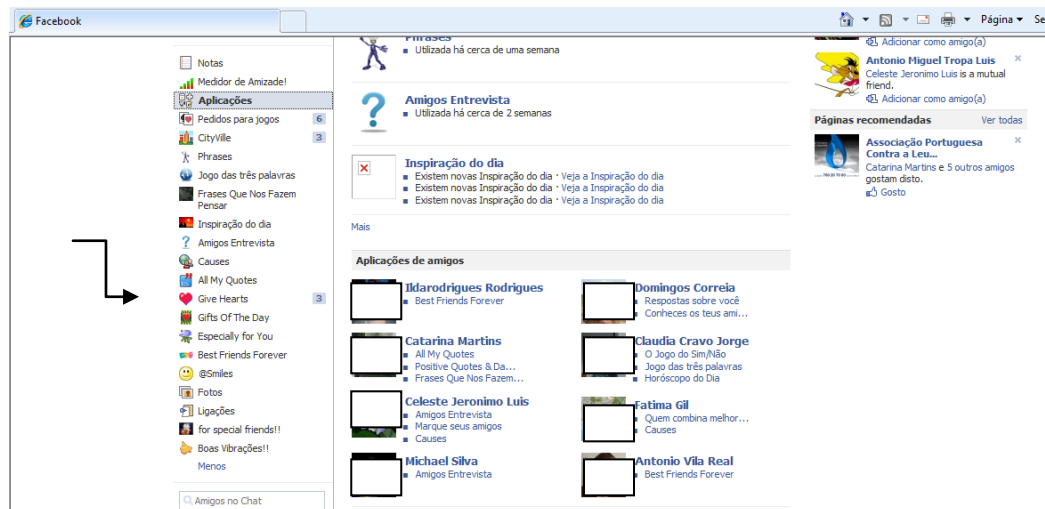 Facebook
Página
Se
Notas
Medidor de Amizade!
Aplicações
Pedidos para jogos 6
CityVille 3
Phrases
Jogo das três palavras
Frases Que Nos Fazem
Pensar
Inspiração do dia
Amigos Entrevista
Causes
All My Quotes
Give Hearts 3
Gifts Of The Day
Especially for You
Best Friends Forever
@Smiles
Fotos
Ligações
for special friends!!
Boas Vibrações!!
Menos
Amigos no Chat
Phrases
Utilizada há cerca de uma semana
Amigos Entrevista
Utilizada há cerca de 2 semanas
Inspiração do dia
Existem novas Inspiração do dia · Veja a Inspiração do dia
Existem novas Inspiração do dia · Veja a Inspiração do dia
Existem novas Inspiração do dia · Veja a Inspiração do dia
Mais
Aplicações de amigos
Ildarodrigues Rodrigues
Best Friends Forever
Domingos Correia
Respostas sobre você
Conheces os teus ami...
Catarina Martins
All My Quotes
Positive Quotes & Da...
Frases Que Nos Fazem...
Claudia Cravo Jorge
O Jogo do Sim/Não
Jogo das três palavras
Horóscopo do Dia
Celeste Jeronimo Luis
Amigos Entrevista
Marque seus amigos
Causes
Fatima Gil
Quem combina melhor...
Causes
Michael Silva
Amigos Entrevista
Antonio Vila Real
Best Friends Forever
Adicionar como amigo(a)
Antonio Miguel Tropa Luis
Celeste Jeronimo Luis is a mutual
friend.
Adicionar como amigo(a)
Páginas recomendadas Ver todas
Associação Portuguesa
Contra a Leu...
Catarina Martins e 5 outros amigos
gostam disto.
Gosto